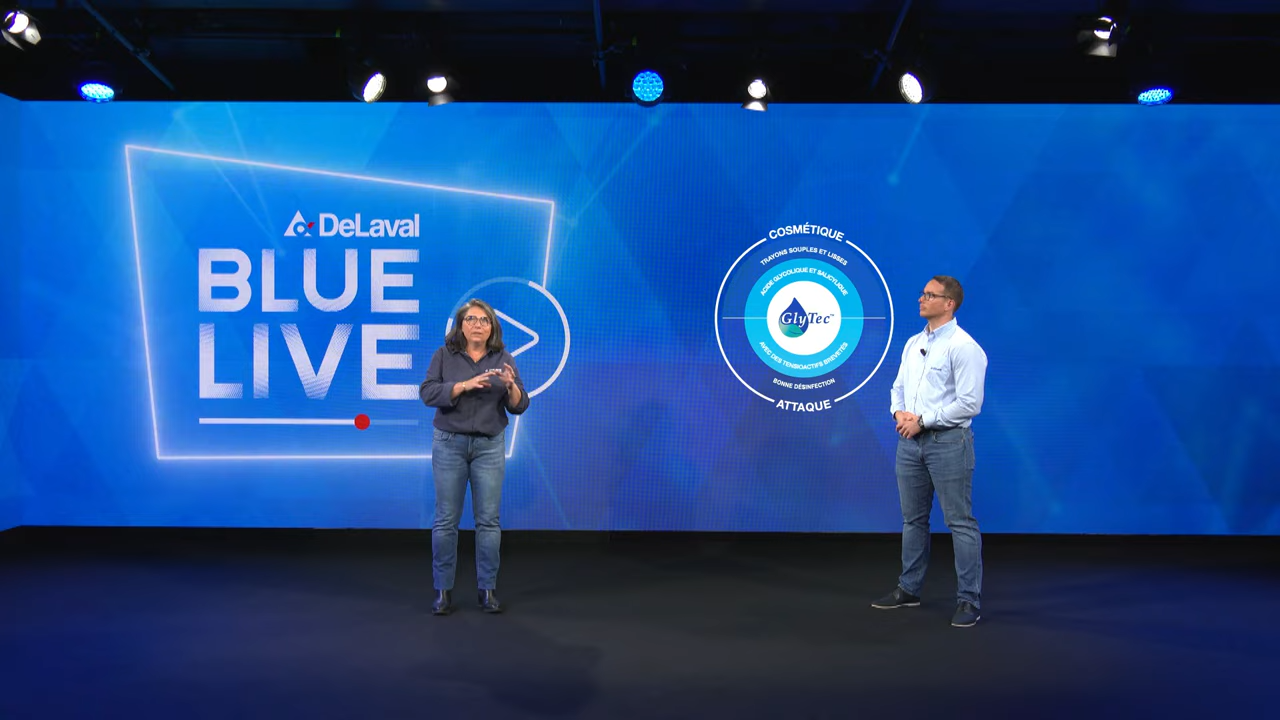 DeLaval
BLUE
LIVE
COSMÉTIQUE
TRAYONS SOUPLES ET LISSES
ACIDE GLYCOLIQUE ET SALICYLIQUE
GlyTec™
AVEC DES TENSIOACTIFS BREVETÉS
BONNE DÉSINFECTION
ATTAQUE